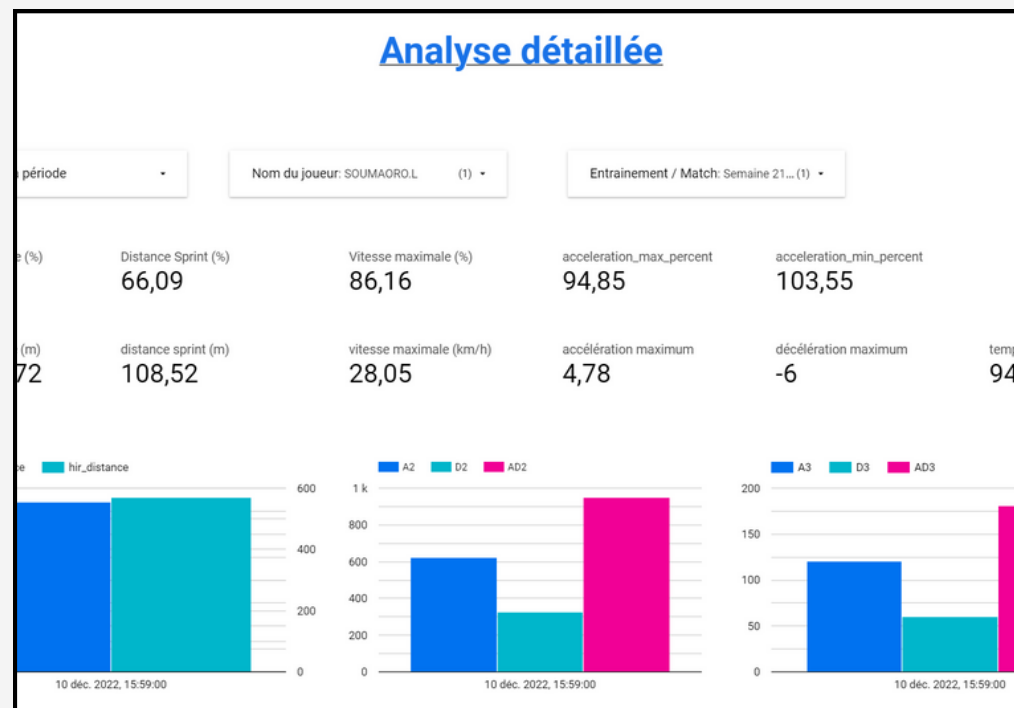 Analyse détaillée
période
Nom du joueur: SOUMAORO.L (1)
Entrainement / Match: Semaine 21... (1)
(%)
Distance Sprint (%)
Vitesse maximale (%)
acceleration_max_percent
acceleration_min_percent
66,09
86,16
94,85
103,55
(m)
distance sprint (m)
vitesse maximale (km/h)
accélération maximum
décélération maximum
72
108,52
28,05
4,78
-6
94
hir_distance
A2 D2 AD2
A3 D3 AD3
600
400
200
0
10 déc. 2022, 15:59:00
1 k
800
600
400
200
0
10 déc. 2022, 15:59:00
200
150
100
50
0
10 déc. 2022, 15:59:00